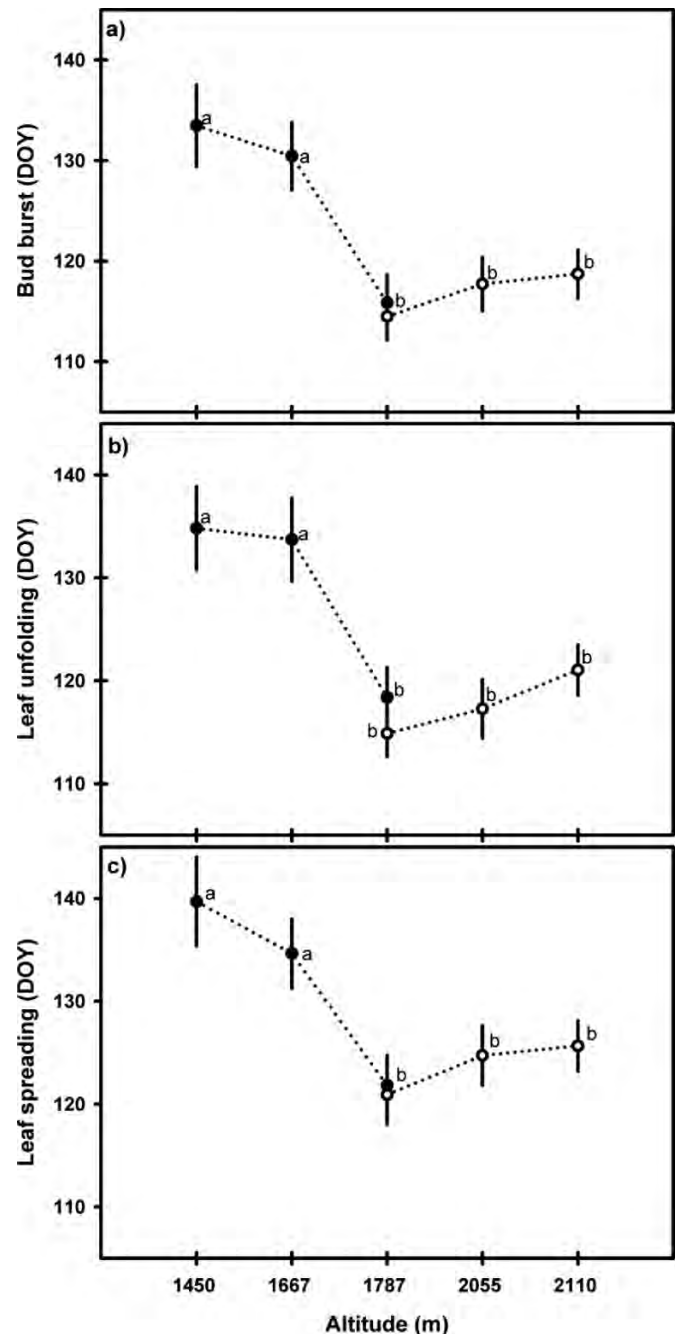 a)
140
130
120
110
Bud burst (DOY)
a
a
b
b
b
b)
140
130
120
110
Leaf unfolding (DOY)
a
a
b
b
b
b
c)
140
130
120
110
Leaf spreading (DOY)
a
a
b
b
b
1450 1667 1787 2055 2110
Altitude (m)